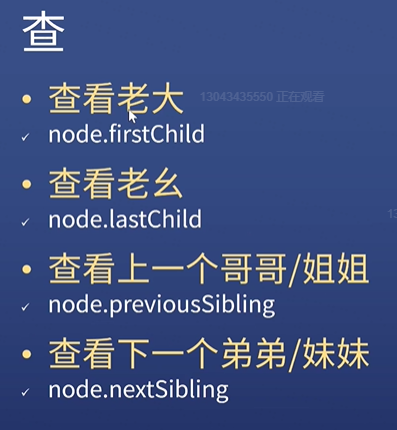 查
• 查看老大
13043435550 正在观看
✓ node.firstChild
• 查看老幺
✓ node.lastChild
• 查看上一个哥哥/姐姐
✓ node.previousSibling
• 查看下一个弟弟/妹妹
✓ node.nextSibling